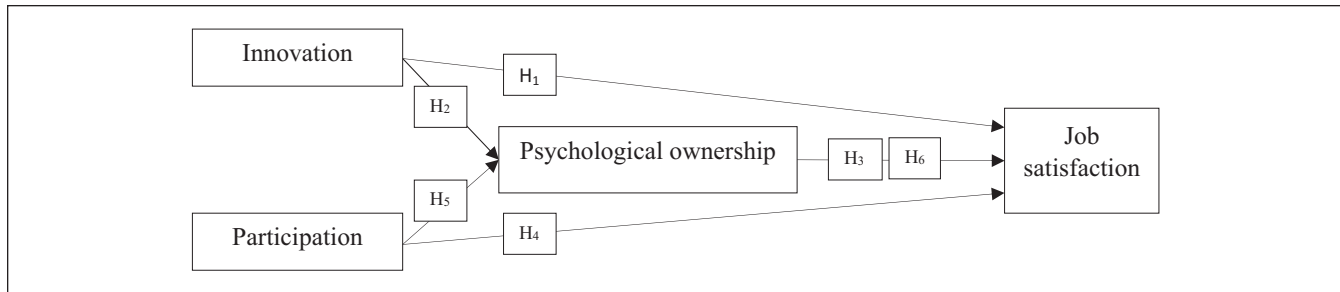 Innovation
H1
H2
Psychological ownership
H3
H6
Job
satisfaction
H5
Participation
H4